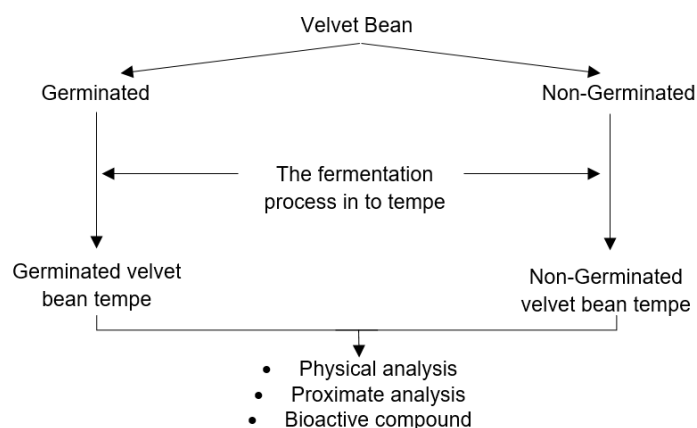 Velvet Bean
Germinated
Non-Germinated
The fermentation
process in to tempe
Germinated velvet
bean tempe
Non-Germinated
velvet bean tempe
• Physical analysis
• Proximate analysis
• Bioactive compound